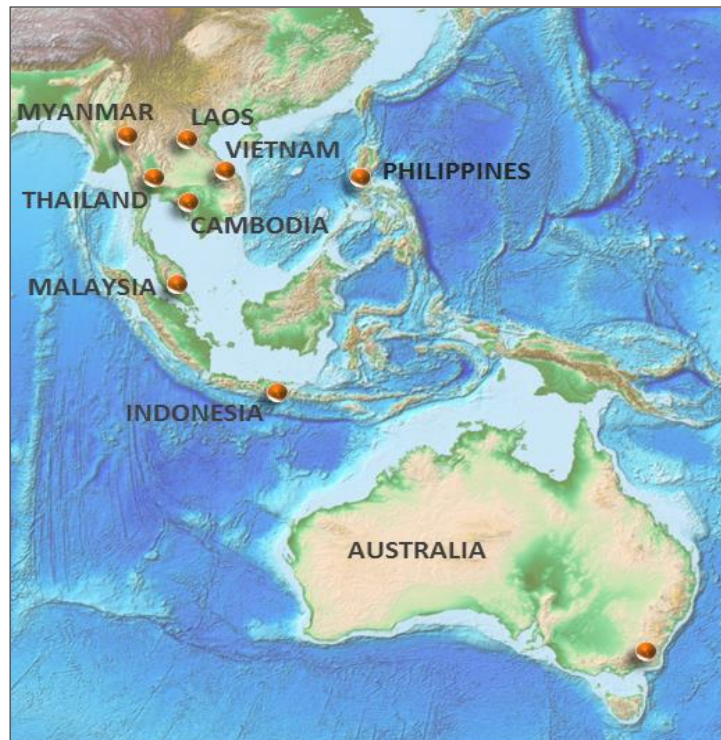 MYANMAR
LAOS
VIETNAM
PHILIPPINES
THAILAND
CAMBODIA
MALAYSIA
INDONESIA
AUSTRALIA